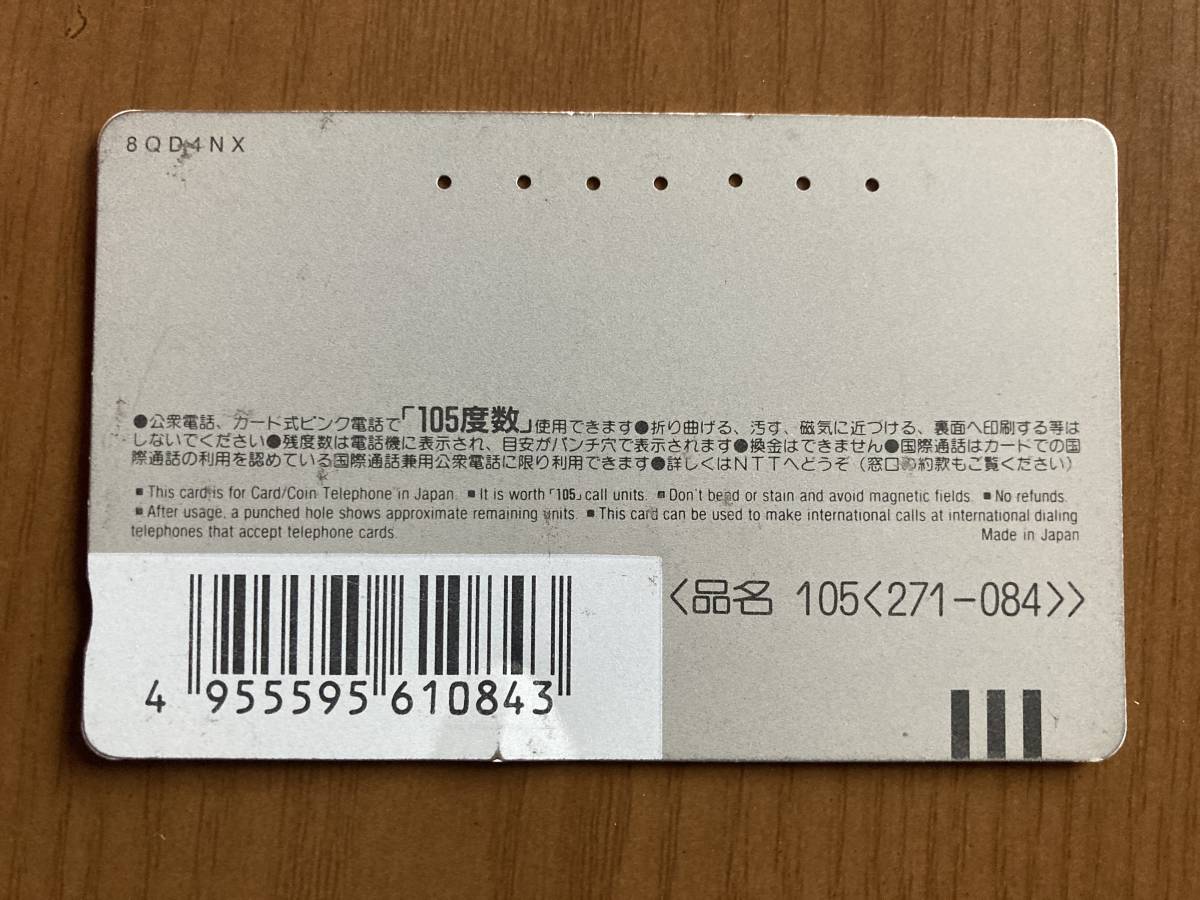 8QD4NX
●公衆電話、カード式ピンク電話で「105度数」使用できます●折り曲げる、汚す、磁気に近づける、裏面へ印刷する等は
しないでください●残度数は電話機に表示され、目安がパンチ穴で表示されます●換金はできません●国際通話はカードでの国
際通話の利用を認めている国際通話兼用公衆電話に限り利用できます●詳しくはNTTへどうぞ（窓口の約款もご覧ください）
■ This card is for Card/Coin Telephone in Japan. ■ It is worth「105」call units. ■ Don't bend or stain and avoid magnetic fields. ■ No refunds.
■ After usage, a punched hole shows approximate remaining units. ■ This card can be used to make international calls at international dialing
telephones that accept telephone cards.
Made in Japan
<品名 105<271-084>>
4 955595 610843